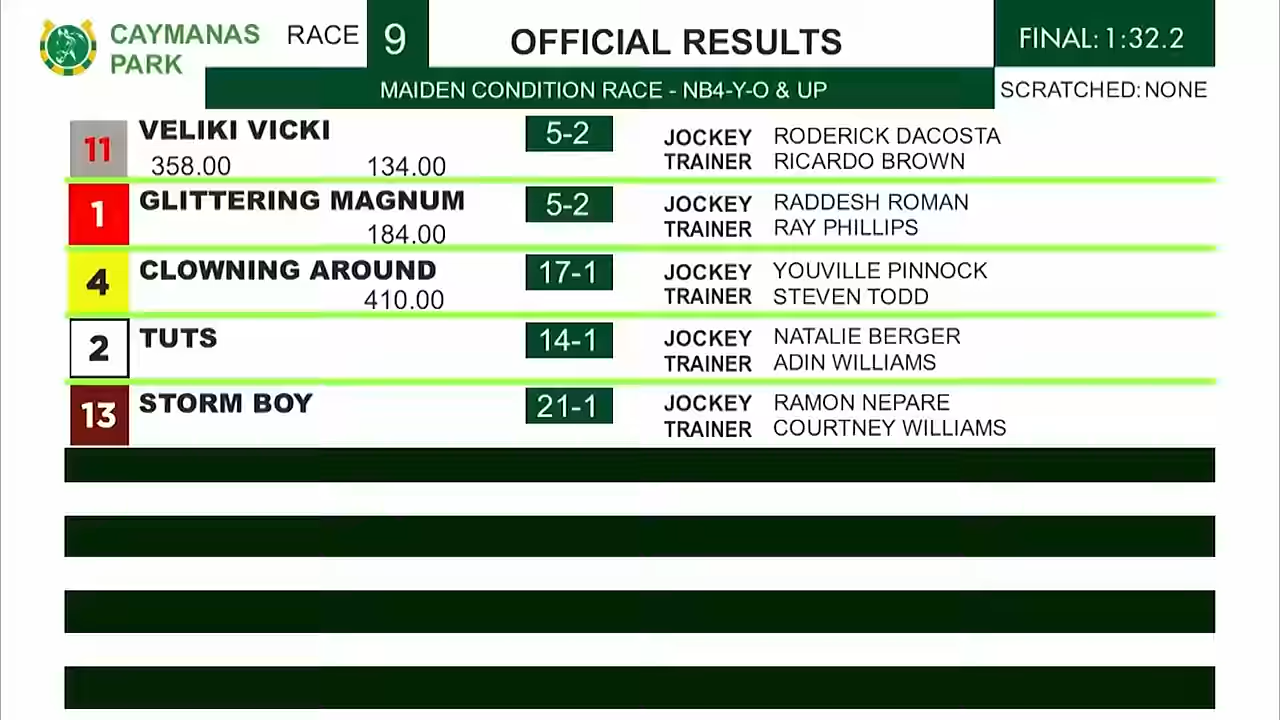 CAYMANAS PARK
RACE 9
OFFICIAL RESULTS
FINAL: 1:32.2
MAIDEN CONDITION RACE - NB4-Y-O & UP
SCRATCHED: NONE
11 VELIKI VICKI 5-2 JOCKEY RODERICK DACOSTA
358.00 134.00 TRAINER RICARDO BROWN
1 GLITTERING MAGNUM 5-2 JOCKEY RADDESH ROMAN
184.00 TRAINER RAY PHILLIPS
4 CLOWNING AROUND 17-1 JOCKEY YOUVILLE PINNOCK
410.00 TRAINER STEVEN TODD
2 TUTS 14-1 JOCKEY NATALIE BERGER
TRAINER ADIN WILLIAMS
13 STORM BOY 21-1 JOCKEY RAMON NEPARE
TRAINER COURTNEY WILLIAMS